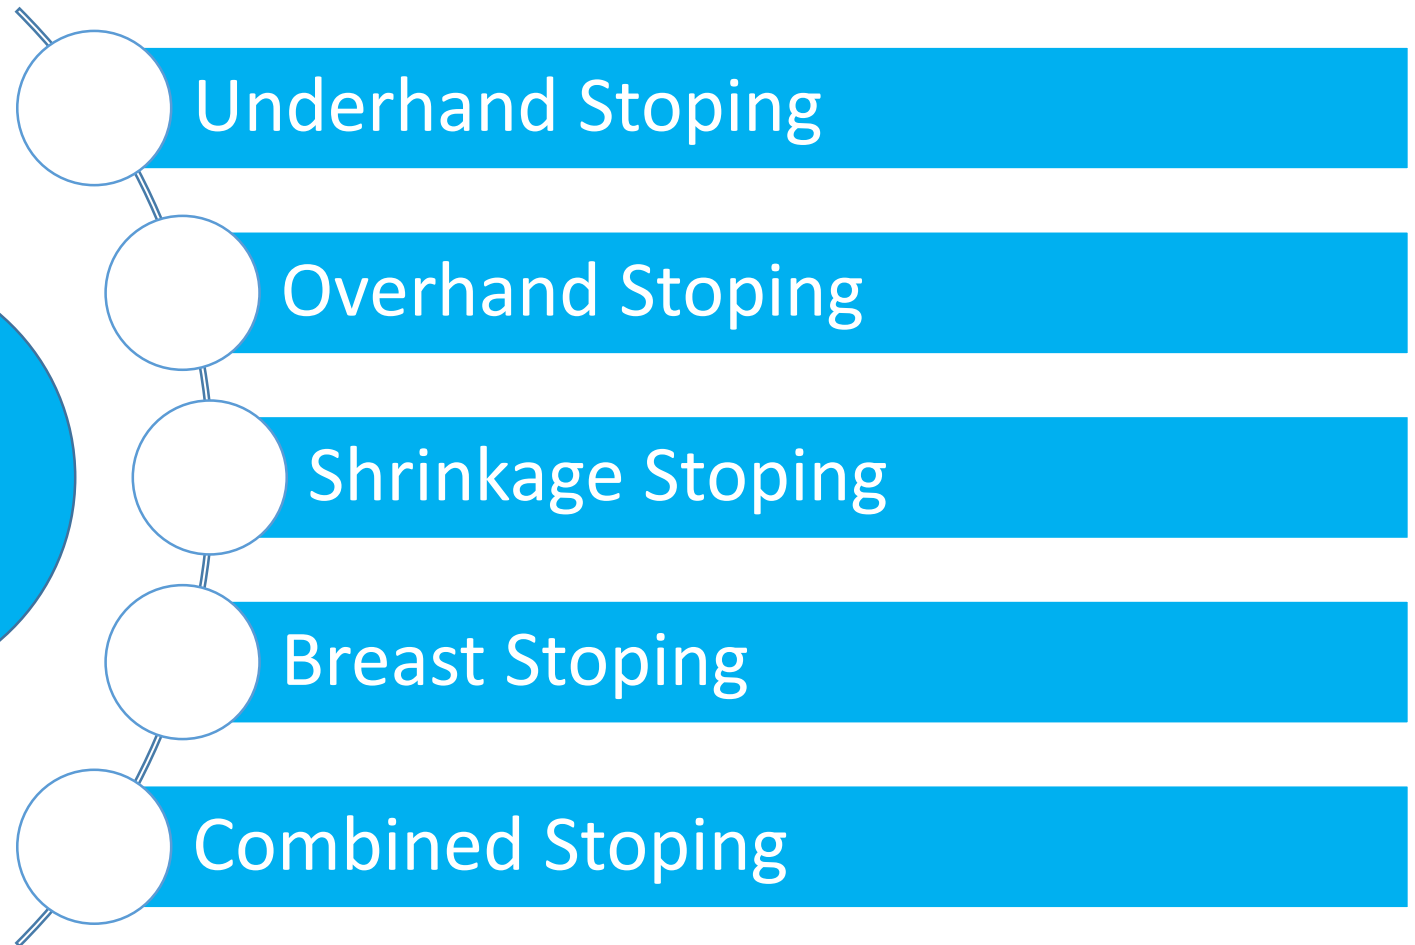 Underhand Stoping
Overhand Stoping
Shrinkage Stoping
Breast Stoping
Combined Stoping